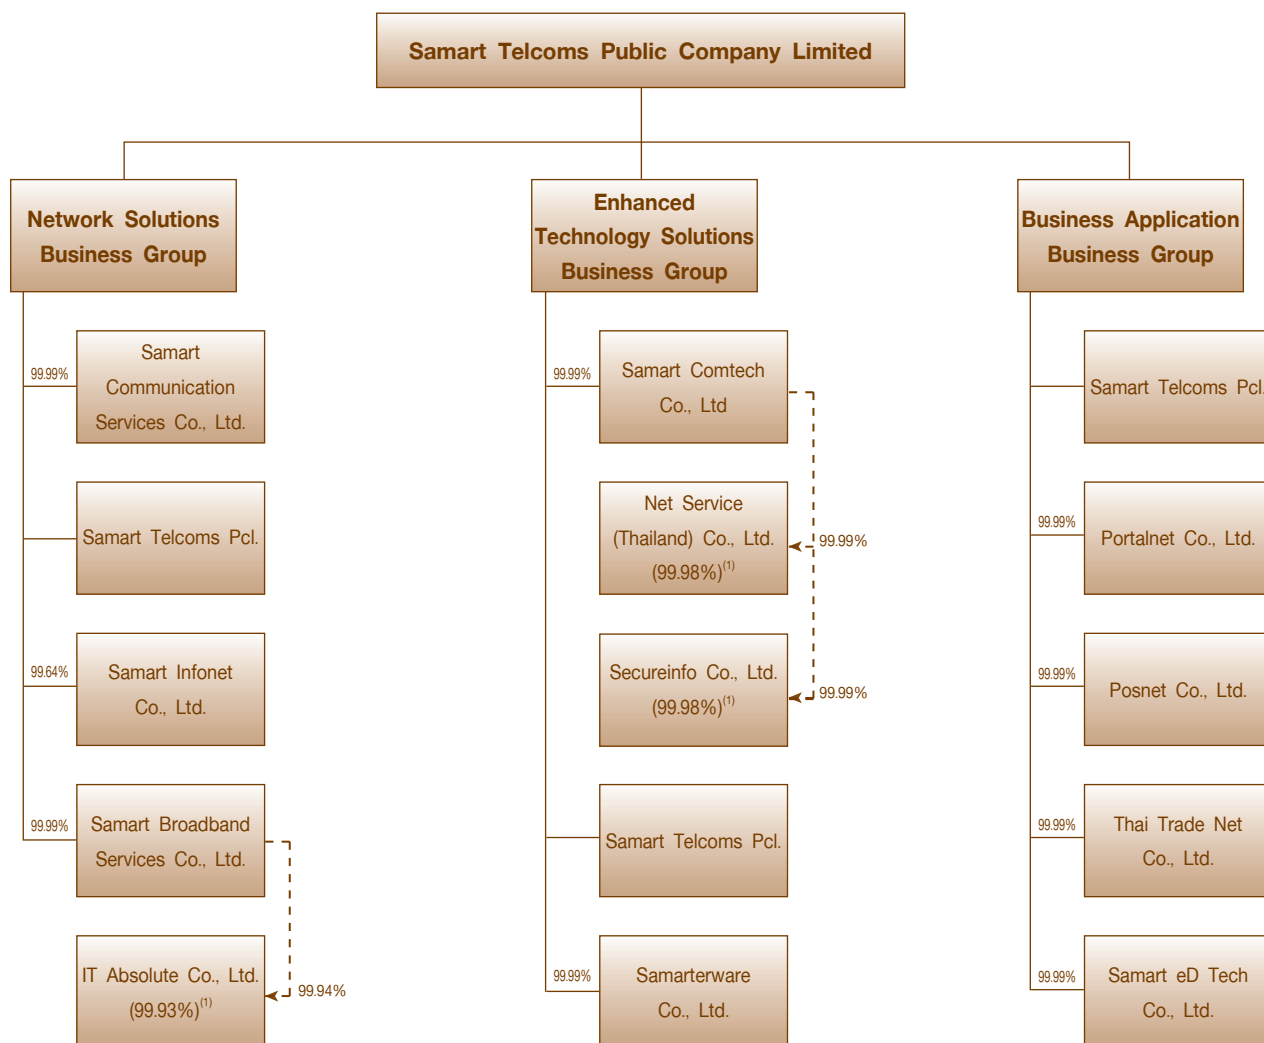 Samart Telcoms Public Company Limited
Network Solutions
Business Group
99.99%
Samart
Communication
Services Co., Ltd.
Samart Telcoms Pcl.
99.64%
Samart Infonet
Co., Ltd.
99.99%
Samart Broadband
Services Co., Ltd.
IT Absolute Co., Ltd.
(99.93%)(1)
99.94%
Enhanced
Technology Solutions
Business Group
99.99%
Samart Comtech
Co., Ltd
Net Service
(Thailand) Co., Ltd.
(99.98%)(1)
99.99%
Secureinfo Co., Ltd.
(99.98%)(1)
99.99%
Samart Telcoms Pcl.
99.99%
Samarterware
Co., Ltd.
Business Application
Business Group
Samart Telcoms Pcl.
99.99%
Portalnet Co., Ltd.
99.99%
Posnet Co., Ltd.
99.99%
Thai Trade Net
Co., Ltd.
99.99%
Samart eD Tech
Co., Ltd.